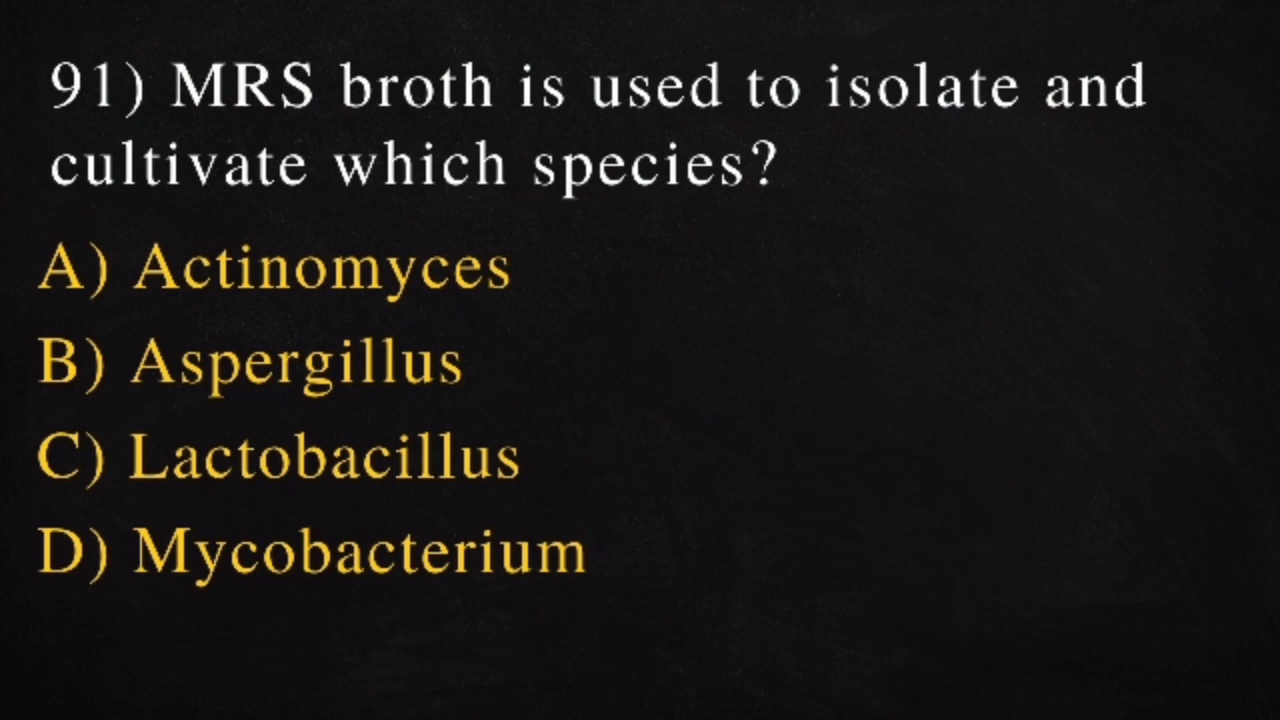 91) MRS broth is used to isolate and
cultivate which species?
A) Actinomyces
B) Aspergillus
C) Lactobacillus
D) Mycobacterium